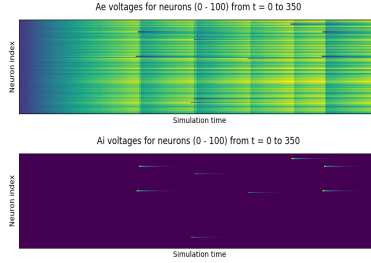 Ae voltages for neurons (0 - 100) from t = 0 to 350
Neuron index
Simulation time
Ai voltages for neurons (0 - 100) from t = 0 to 350
Neuron index
Simulation time